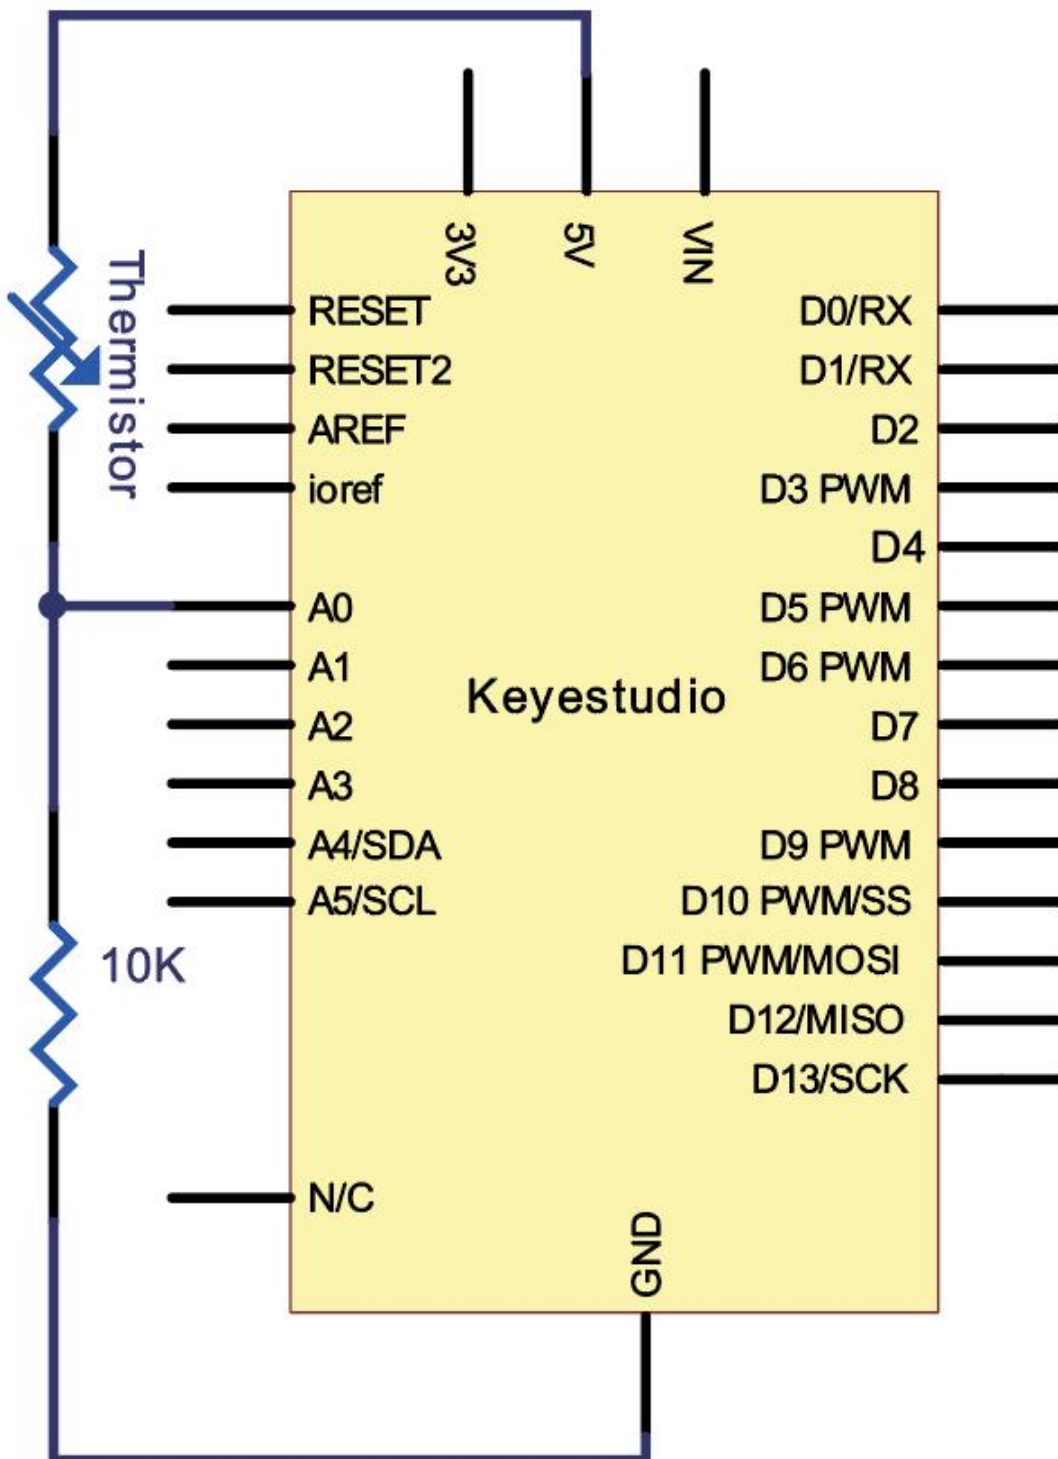 3V3
5V
VIN
Thermistor
RESET
RESET2
AREF
ioref
A0
A1
A2
A3
A4/SDA
A5/SCL
10K
N/C
Keyestudio
D0/RX
D1/RX
D2
D3 PWM
D4
D5 PWM
D6 PWM
D7
D8
D9 PWM
D10 PWM/SS
D11 PWM/MOSI
D12/MISO
D13/SCK
GND